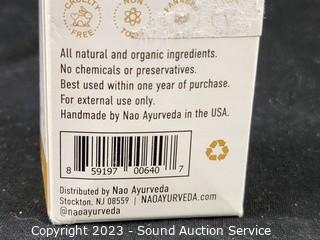 CRUELTY NON
FREE TO
All natural and organic ingredients.
No chemicals or preservatives.
Best used within one year of purchase.
For external use only.
Handmade by Nao Ayurveda in the USA.
8 59197 00640 7
Distributed by Nao Ayurveda
Stockton, NJ 08559 | NAOAYURVEDA.com
@naoayurveda
Copyright 2023 - Sound Auction Service